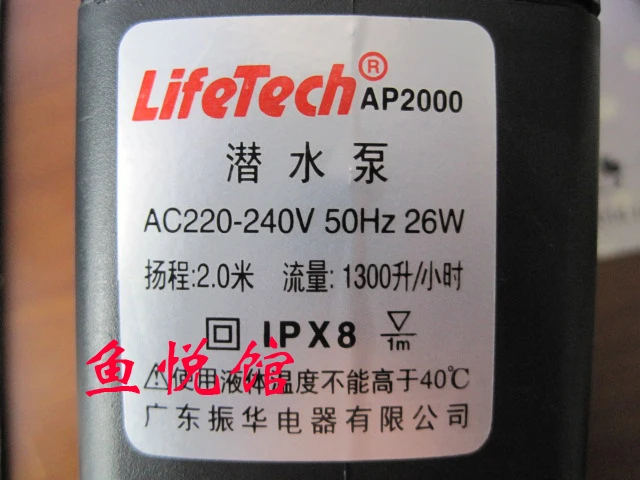 LifeTech® AP2000
潜水泵
AC220-240V 50Hz 26W
扬程:2.0米 流量: 1300升/小时
IPX8 1m
鱼悦馆
⚠使用液体温度不能高于40℃
广东振华电器有限公司